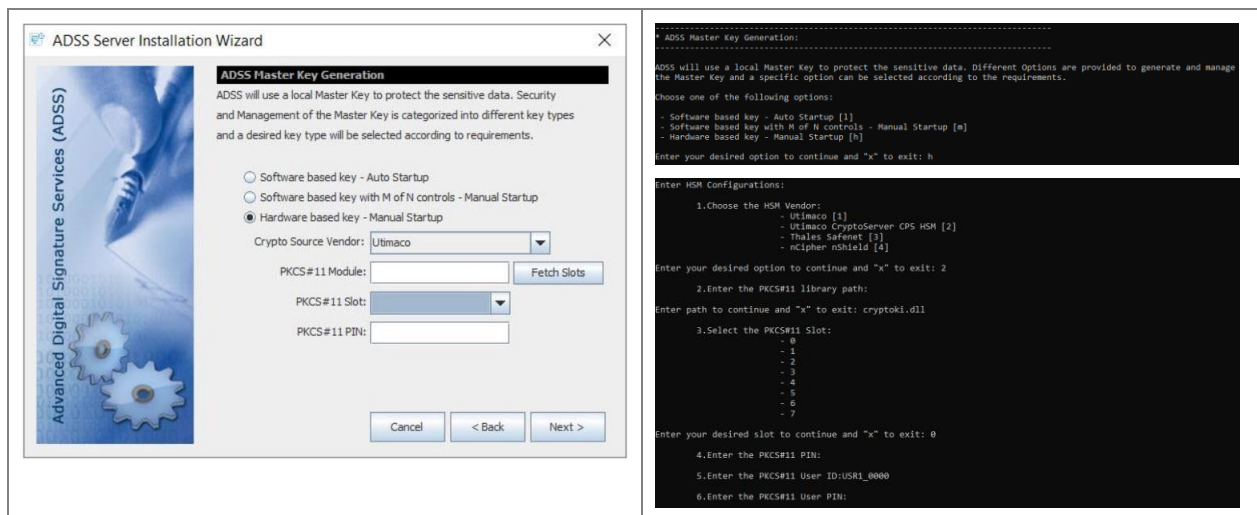 ADSS Server Installation Wizard
Advanced Digital Signature Services (ADSS)
ADSS Master Key Generation
ADSS will use a local Master Key to protect the sensitive data. Security
and Management of the Master Key is categorized into different key types
and a desired key type will be selected according to requirements.
Software based key - Auto Startup
Software based key with M of N controls - Manual Startup
Hardware based key - Manual Startup
Crypto Source Vendor: Utimaco
PKCS#11 Module: Fetch Slots
PKCS#11 Slot:
PKCS#11 PIN:
Cancel < Back Next >
--------------------------------------------------------------------------------
* ADSS Master Key Generation:
--------------------------------------------------------------------------------
ADSS will use a local Master Key to protect the sensitive data. Different Options are provided to generate and manage
the Master Key and a specific option can be selected according to the requirements.
Choose one of the following options:
- Software based key - Auto Startup [l]
- Software based key with M of N controls - Manual Startup [m]
- Hardware based key - Manual Startup [h]
Enter your desired option to continue and "x" to exit: h
Enter HSM Configurations:
1.Choose the HSM Vendor:
- Utimaco [1]
- Utimaco CryptoServer CP5 HSM [2]
- Thales Safenet [3]
- nCipher nShield [4]
Enter your desired option to continue and "x" to exit: 2
2.Enter the PKCS#11 library path:
Enter path to continue and "x" to exit: cryptoki.dll
3.Select the PKCS#11 Slot:
- 0
- 1
- 2
- 3
- 4
- 5
- 6
- 7
Enter your desired slot to continue and "x" to exit: 0
4.Enter the PKCS#11 PIN:
5.Enter the PKCS#11 User ID:USR1_0000
6.Enter the PKCS#11 User PIN: